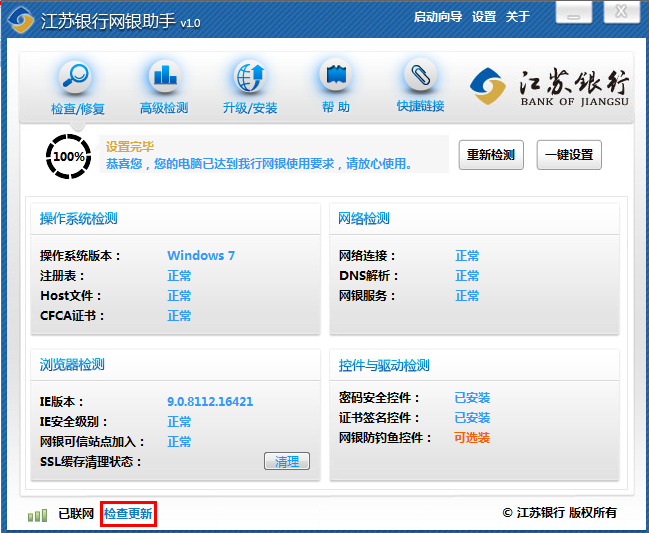 江苏银行网银助手 v1.0
启动向导 设置 关于
检查/修复 高级检测 升级/安装 帮 助 快捷链接
江苏银行
BANK OF JIANGSU
100%
设置完毕
恭喜您，您的电脑已达到我行网银使用要求，请放心使用。
重新检测 一键设置
操作系统检测
操作系统版本： Windows 7
注册表： 正常
Host文件： 正常
CFCA证书： 正常
网络检测
网络连接： 正常
DNS解析： 正常
网银服务： 正常
浏览器检测
IE版本： 9.0.8112.16421
IE安全级别： 正常
网银可信站点加入： 正常
SSL缓存清理状态： 清理
控件与驱动检测
密码安全控件： 已安装
证书签名控件： 已安装
网银防钓鱼控件： 可选装
已联网 检查更新
© 江苏银行 版权所有